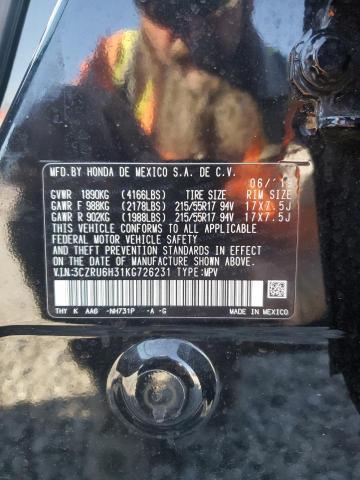 MFD. BY HONDA DE MEXICO S.A. DE C.V.
06/'19
GVWR 1890KG (4166LBS) TIRE SIZE RIM SIZE
GAWR F 988KG (2178LBS) 215/55R17 94V 17X7.5J
GAWR R 902KG (1988LBS) 215/55R17 94V 17X7.5J
THIS VEHICLE CONFORMS TO ALL APPLICABLE
FEDERAL MOTOR VEHICLE SAFETY, BUMPER,
AND THEFT PREVENTION STANDARDS IN EFFECT
ON THE DATE OF MANUFACTURE SHOWN ABOVE.
V.I.N:3CZRU6H31KG726231 TYPE:MPV
THY K AA6 -NH731P -A -G
MADE IN MEXICO